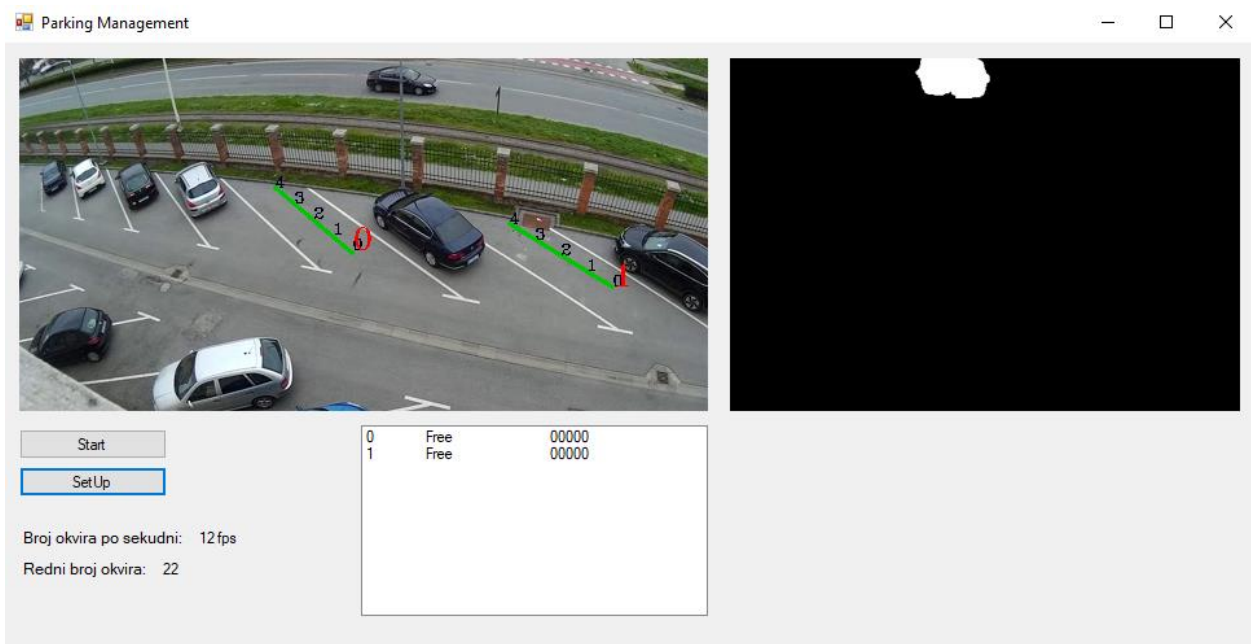 Parking Management
4
3
2
1
0
0
4
3
2
1
0
1
Start
SetUp
0 Free 00000
1 Free 00000
Broj okvira po sekudni: 12 fps
Redni broj okvira: 22